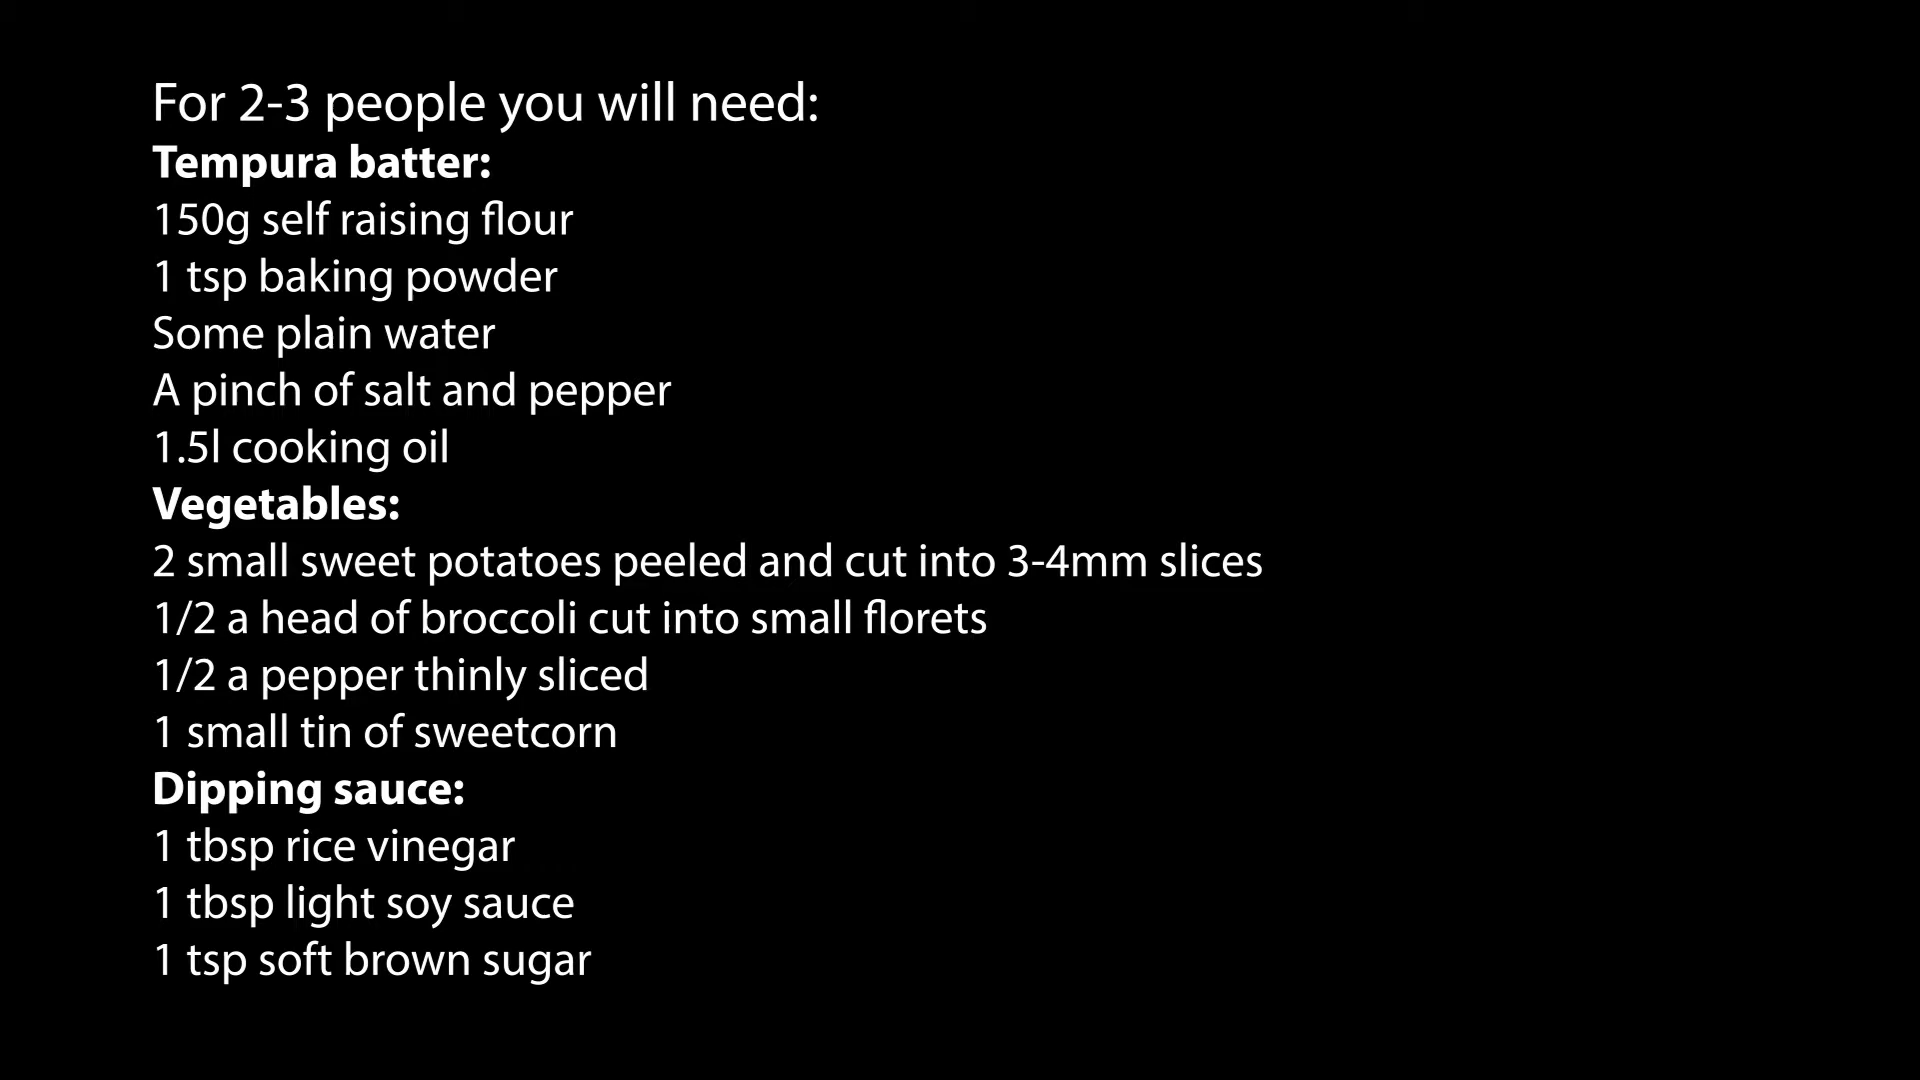 For 2-3 people you will need:
Tempura batter:
150g self raising flour
1 tsp baking powder
Some plain water
A pinch of salt and pepper
1.5l cooking oil
Vegetables:
2 small sweet potatoes peeled and cut into 3-4mm slices
1/2 a head of broccoli cut into small florets
1/2 a pepper thinly sliced
1 small tin of sweetcorn
Dipping sauce:
1 tbsp rice vinegar
1 tbsp light soy sauce
1 tsp soft brown sugar